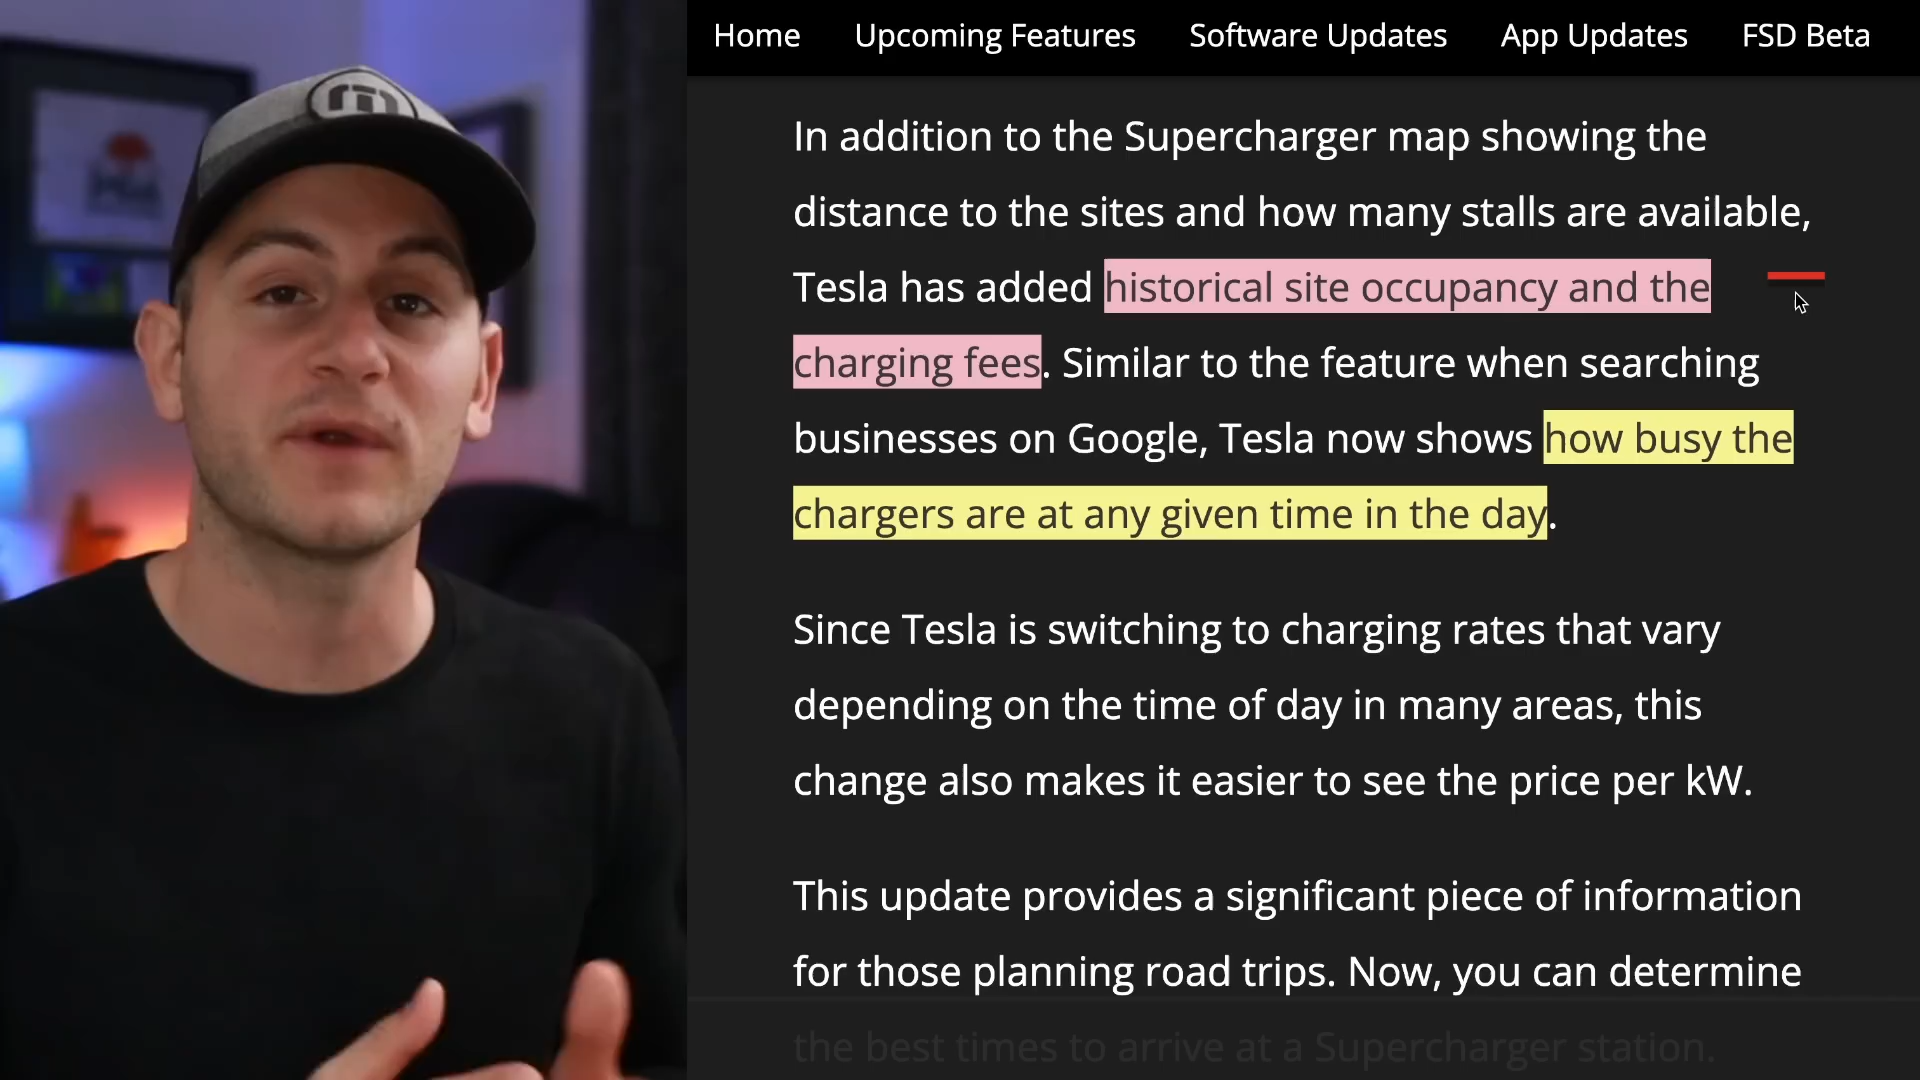 Home Upcoming Features Software Updates App Updates FSD Beta
In addition to the Supercharger map showing the
distance to the sites and how many stalls are available,
Tesla has added historical site occupancy and the
charging fees. Similar to the feature when searching
businesses on Google, Tesla now shows how busy the
chargers are at any given time in the day.
Since Tesla is switching to charging rates that vary
depending on the time of day in many areas, this
change also makes it easier to see the price per kW.
This update provides a significant piece of information
for those planning road trips. Now, you can determine
the best times to arrive at a Supercharger station.